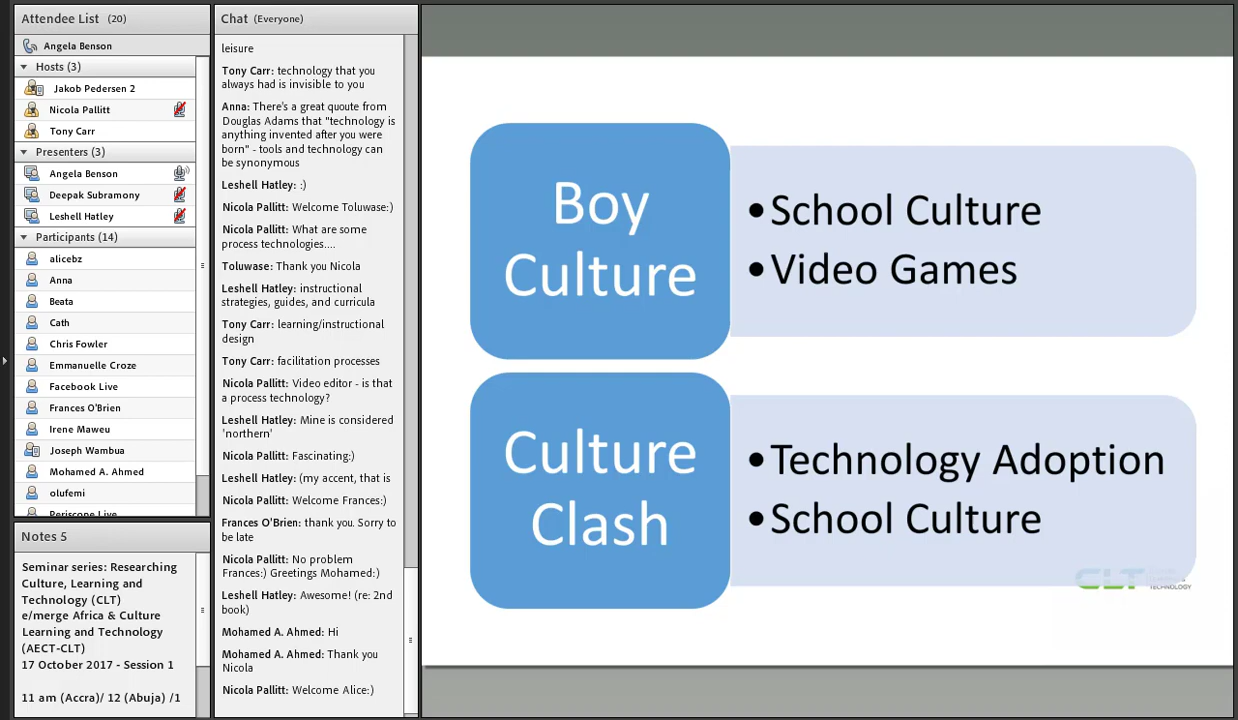 Attendee List (20)
Angela Benson
Hosts (3)
Jakob Pedersen 2
Nicola Pallitt
Tony Carr
Presenters (3)
Angela Benson
Deepak Subramony
Leshell Hatley
Participants (14)
alicebz
Anna
Beata
Cath
Chris Fowler
Emmanuelle Croze
Facebook Live
Frances O'Brien
Irene Maweu
Joseph Wambua
Mohamed A. Ahmed
olufemi
Periscope Live
Notes 5
Seminar series: Researching
Culture, Learning and
Technology (CLT)
e/merge Africa & Culture
Learning and Technology
(AECT-CLT)
17 October 2017 - Session 1
11 am (Accra)/ 12 (Abuja) /1
Chat (Everyone)
leisure
Tony Carr: technology that you
always had is invisible to you
Anna: There's a great quoute from
Douglas Adams that "technology is
anything invented after you were
born" - tools and technology can
be synonymous
Leshell Hatley: :)
Nicola Pallitt: Welcome Toluwase:)
Nicola Pallitt: What are some
process technologies....
Toluwase: Thank you Nicola
Leshell Hatley: instructional
strategies, guides, and curricula
Tony Carr: learning/instructional
design
Tony Carr: facilitation processes
Nicola Pallitt: Video editor - is that
a process technology?
Leshell Hatley: Mine is considered
'northern'
Nicola Pallitt: Fascinating:)
Leshell Hatley: (my accent, that is
Nicola Pallitt: Welcome Frances:)
Frances O'Brien: thank you. Sorry to
be late
Nicola Pallitt: No problem
Frances:) Greetings Mohamed:)
Leshell Hatley: Awesome! (re: 2nd
book)
Mohamed A. Ahmed: Hi
Mohamed A. Ahmed: Thank you
Nicola
Nicola Pallitt: Welcome Alice:)
Boy
Culture
•School Culture
•Video Games
Culture
Clash
•Technology Adoption
•School Culture
CLT
TECHNOLOGY